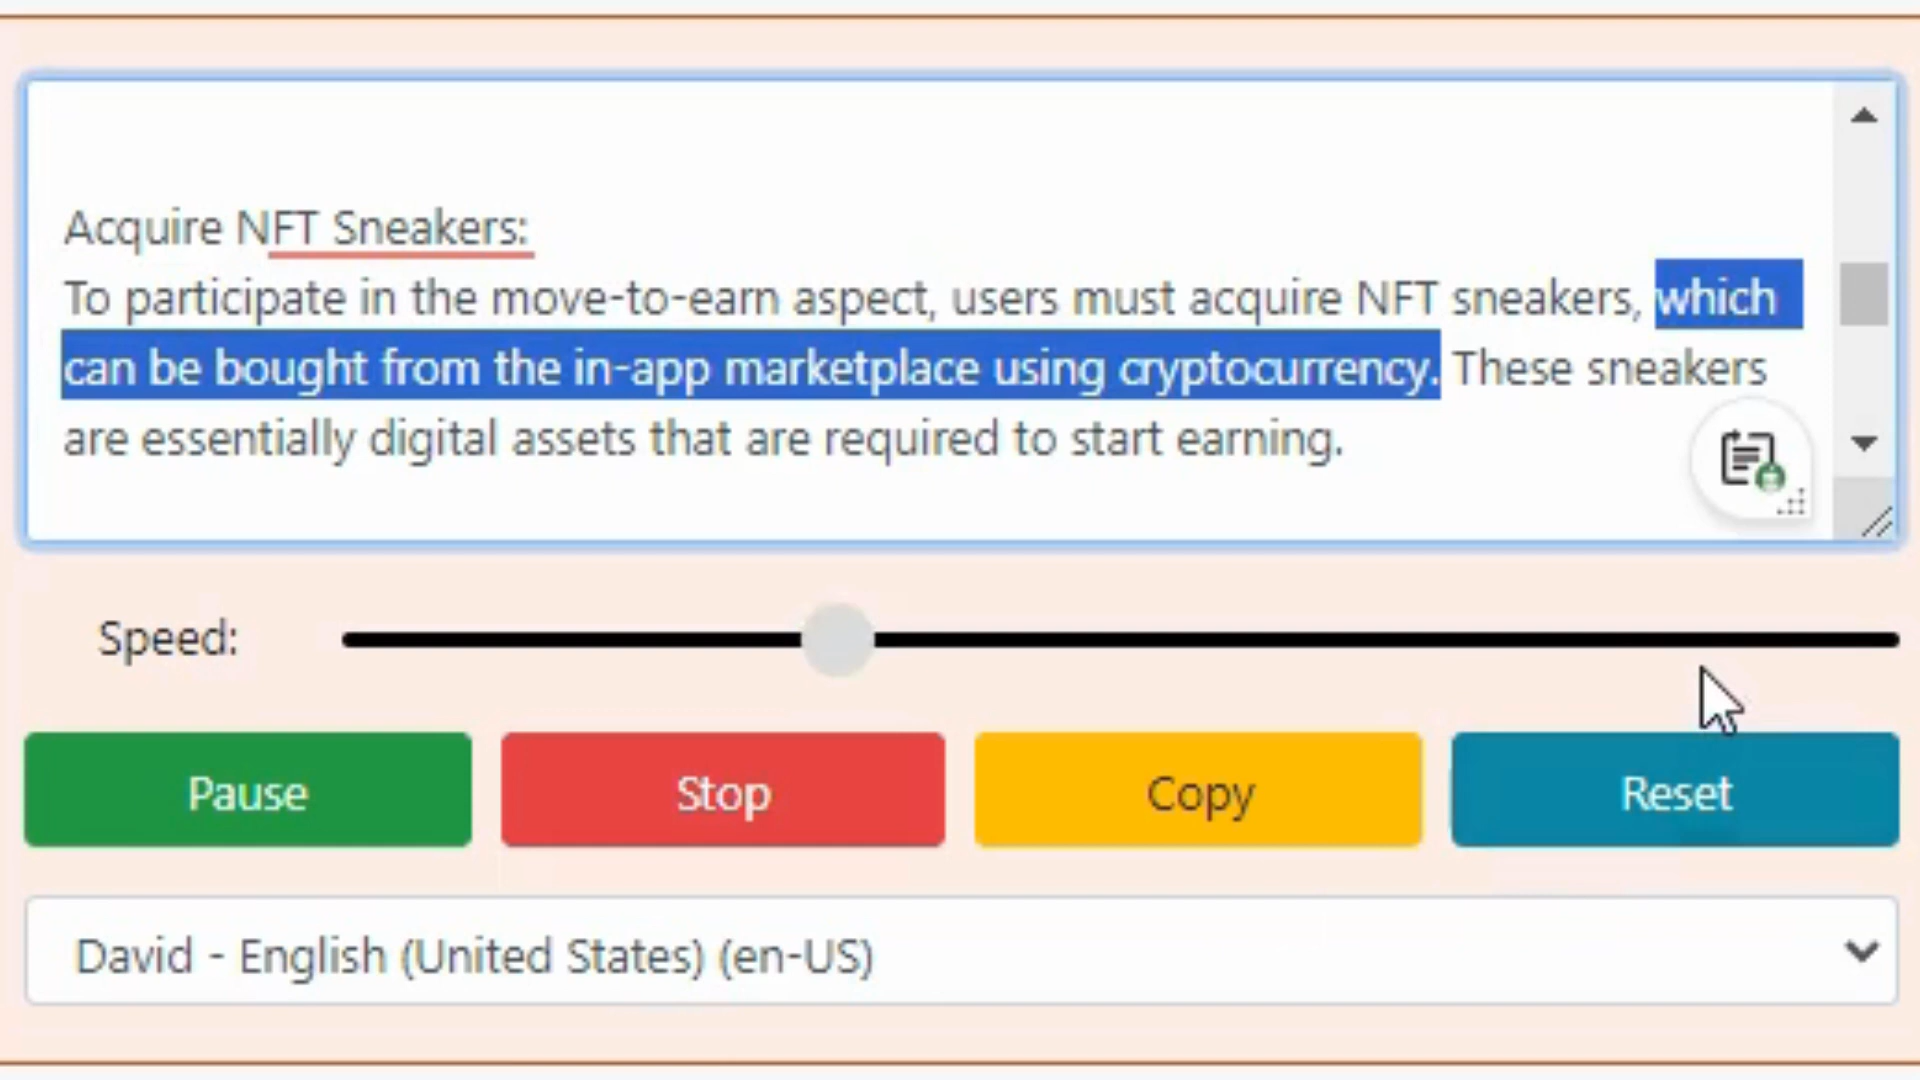 Acquire NFT Sneakers:
To participate in the move-to-earn aspect, users must acquire NFT sneakers, which
can be bought from the in-app marketplace using cryptocurrency. These sneakers
are essentially digital assets that are required to start earning.
Speed:
Pause
Stop
Copy
Reset
David - English (United States) (en-US)